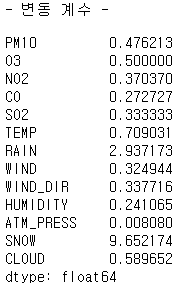 - 변동 계수 -
PM10 0.476213
O3 0.500000
NO2 0.370370
CO 0.272727
SO2 0.333333
TEMP 0.709031
RAIN 2.937173
WIND 0.324944
WIND_DIR 0.337716
HUMIDITY 0.241065
ATM_PRESS 0.008080
SNOW 9.652174
CLOUD 0.589652
dtype: float64